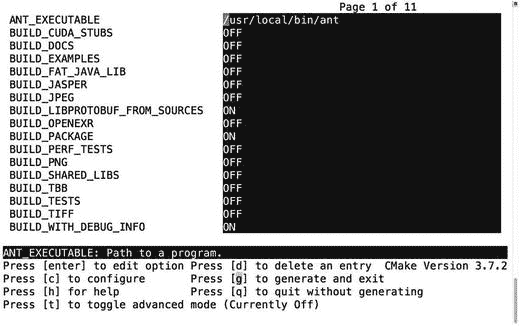 Page 1 of 11
ANT_EXECUTABLE /usr/local/bin/ant
BUILD_CUDA_STUBS OFF
BUILD_DOCS OFF
BUILD_EXAMPLES OFF
BUILD_FAT_JAVA_LIB OFF
BUILD_JASPER OFF
BUILD_JPEG OFF
BUILD_LIBPROTOBUF_FROM_SOURCES ON
BUILD_OPENEXR OFF
BUILD_PACKAGE ON
BUILD_PERF_TESTS OFF
BUILD_PNG OFF
BUILD_SHARED_LIBS OFF
BUILD_TBB OFF
BUILD_TESTS OFF
BUILD_TIFF OFF
BUILD_WITH_DEBUG_INFO ON
ANT_EXECUTABLE: Path to a program.
Press [enter] to edit option Press [d] to delete an entry CMake Version 3.7.2
Press [c] to configure Press [g] to generate and exit
Press [h] for help Press [q] to quit without generating
Press [t] to toggle advanced mode (Currently Off)